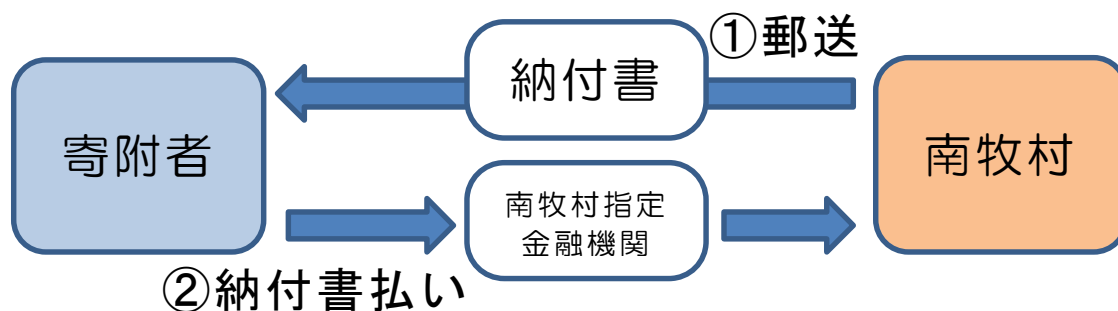 ①郵送
納付書
寄附者
南牧村
南牧村指定
金融機関
②納付書払い